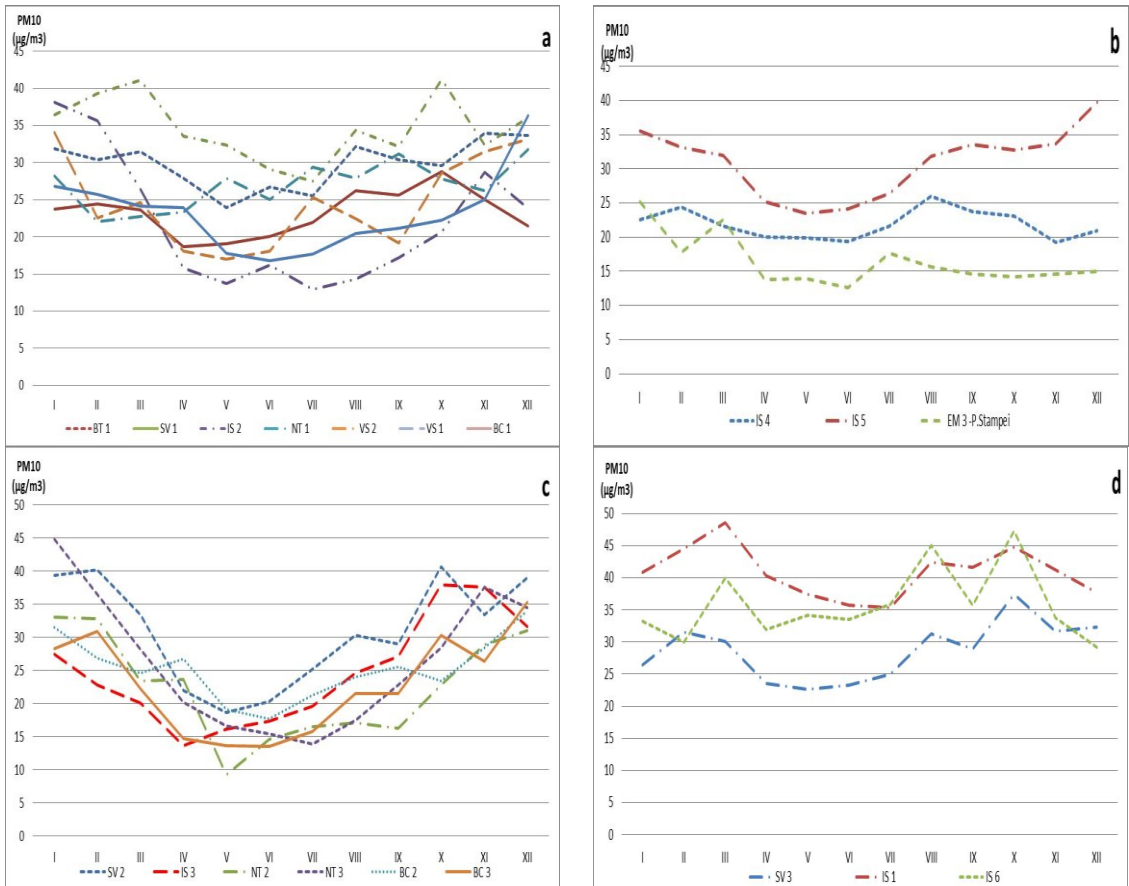 PM10
(µg/m3)
a
45
40
35
30
25
20
15
10
5
0
I II III IV V VI VII VIII IX X XI XII
BT 1 SV 1 IS 2 NT 1 VS 2 VS 1 BC 1
PM10
(µg/m3)
b
45
40
35
30
25
20
15
10
5
0
I II III IV V VI VII VIII IX X XI XII
IS 4 IS 5 EM 3 -P.Stampei
PM10
(µg/m3)
c
50
45
40
35
30
25
20
15
10
5
0
I II III IV V VI VII VIII IX X XI XII
SV 2 IS 3 NT 2 NT 3 BC 2 BC 3
PM10
(µg/m3)
d
50
45
40
35
30
25
20
15
10
5
0
I II III IV V VI VII VIII IX X XI XII
SV 3 IS 1 IS 6